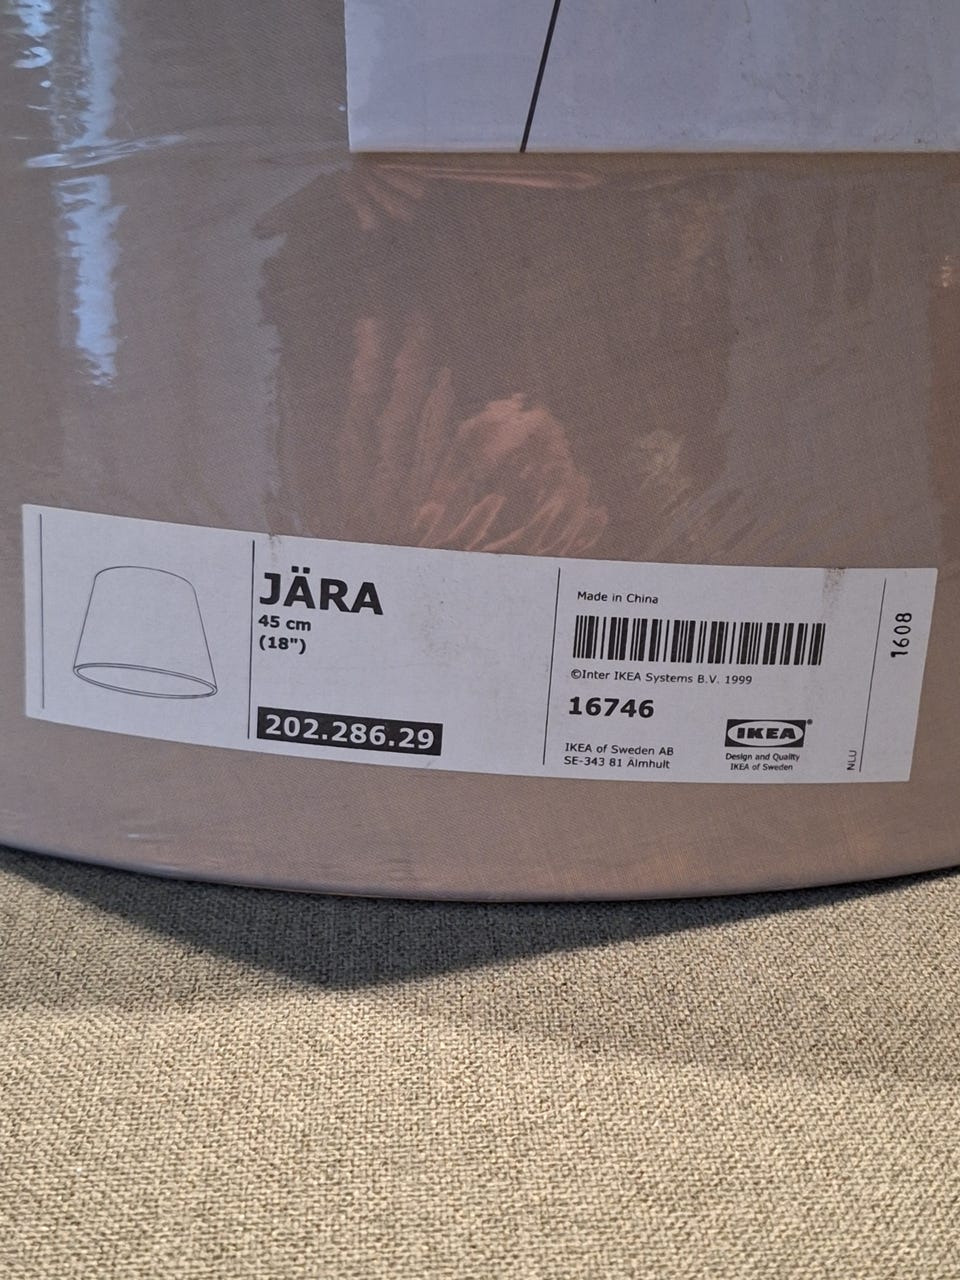 JÄRA
45 cm
(18")
202.286.29
Made in China
©Inter IKEA Systems B.V. 1999
16746
IKEA of Sweden AB
SE-343 81 Älmhult
IKEA®
Design and Quality
IKEA of Sweden
NLU
1608